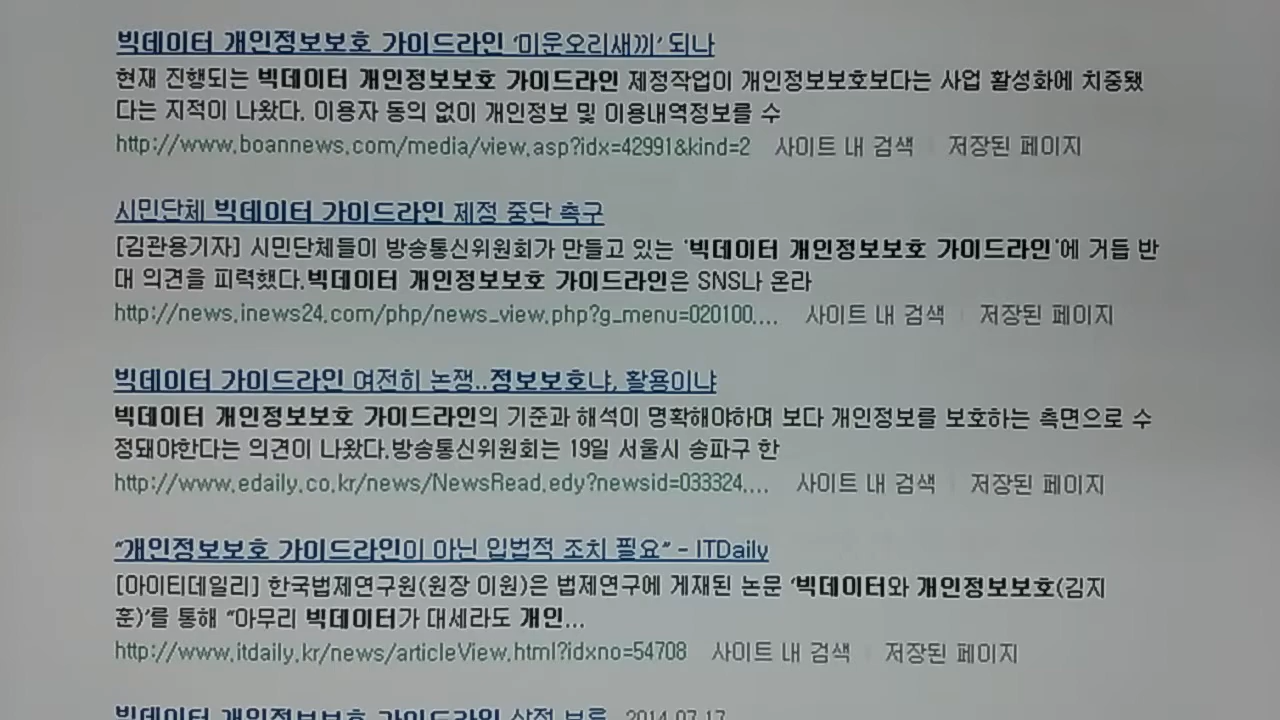 빅데이터 개인정보보호 가이드라인 '미운오리새끼' 되나
현재 진행되는 빅데이터 개인정보보호 가이드라인 제정작업이 개인정보보호보다는 사업 활성화에 치중됐
다는 지적이 나왔다. 이용자 동의 없이 개인정보 및 이용내역정보를 수
http://www.boannews.com/media/view.asp?idx=42991&kind=2 사이트 내 검색 | 저장된 페이지
시민단체 빅데이터 가이드라인 제정 중단 촉구
[김관용기자] 시민단체들이 방송통신위원회가 만들고 있는 '빅데이터 개인정보보호 가이드라인'에 거듭 반
대 의견을 피력했다.빅데이터 개인정보보호 가이드라인은 SNS나 온라
http://news.inews24.com/php/news_view.php?g_menu=020100.... 사이트 내 검색 | 저장된 페이지
빅데이터 가이드라인 여전히 논쟁..정보보호냐, 활용이냐
빅데이터 개인정보보호 가이드라인의 기준과 해석이 명확해야하며 보다 개인정보를 보호하는 측면으로 수
정돼야한다는 의견이 나왔다.방송통신위원회는 19일 서울시 송파구 한
http://www.edaily.co.kr/news/NewsRead.edy?newsid=033324.... 사이트 내 검색 | 저장된 페이지
"개인정보보호 가이드라인이 아닌 입법적 조치 필요" - ITDaily
[아이티데일리] 한국법제연구원(원장 이원)은 법제연구에 게재된 논문 '빅데이터와 개인정보보호(김지
훈)'를 통해 "아무리 빅데이터가 대세라도 개인...
http://www.itdaily.kr/news/articleView.html?idxno=54708 사이트 내 검색 | 저장된 페이지
빅데이터 개인정보보호 가이드라인 상정 보류 2014.07.17